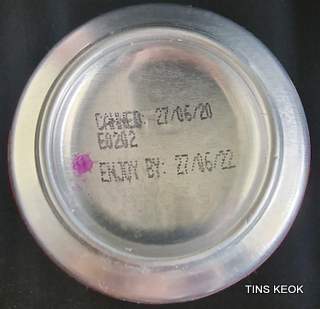 CANNED: 27/06/20
E0202
ENJOY BY: 27/06/22
TINS KEOK